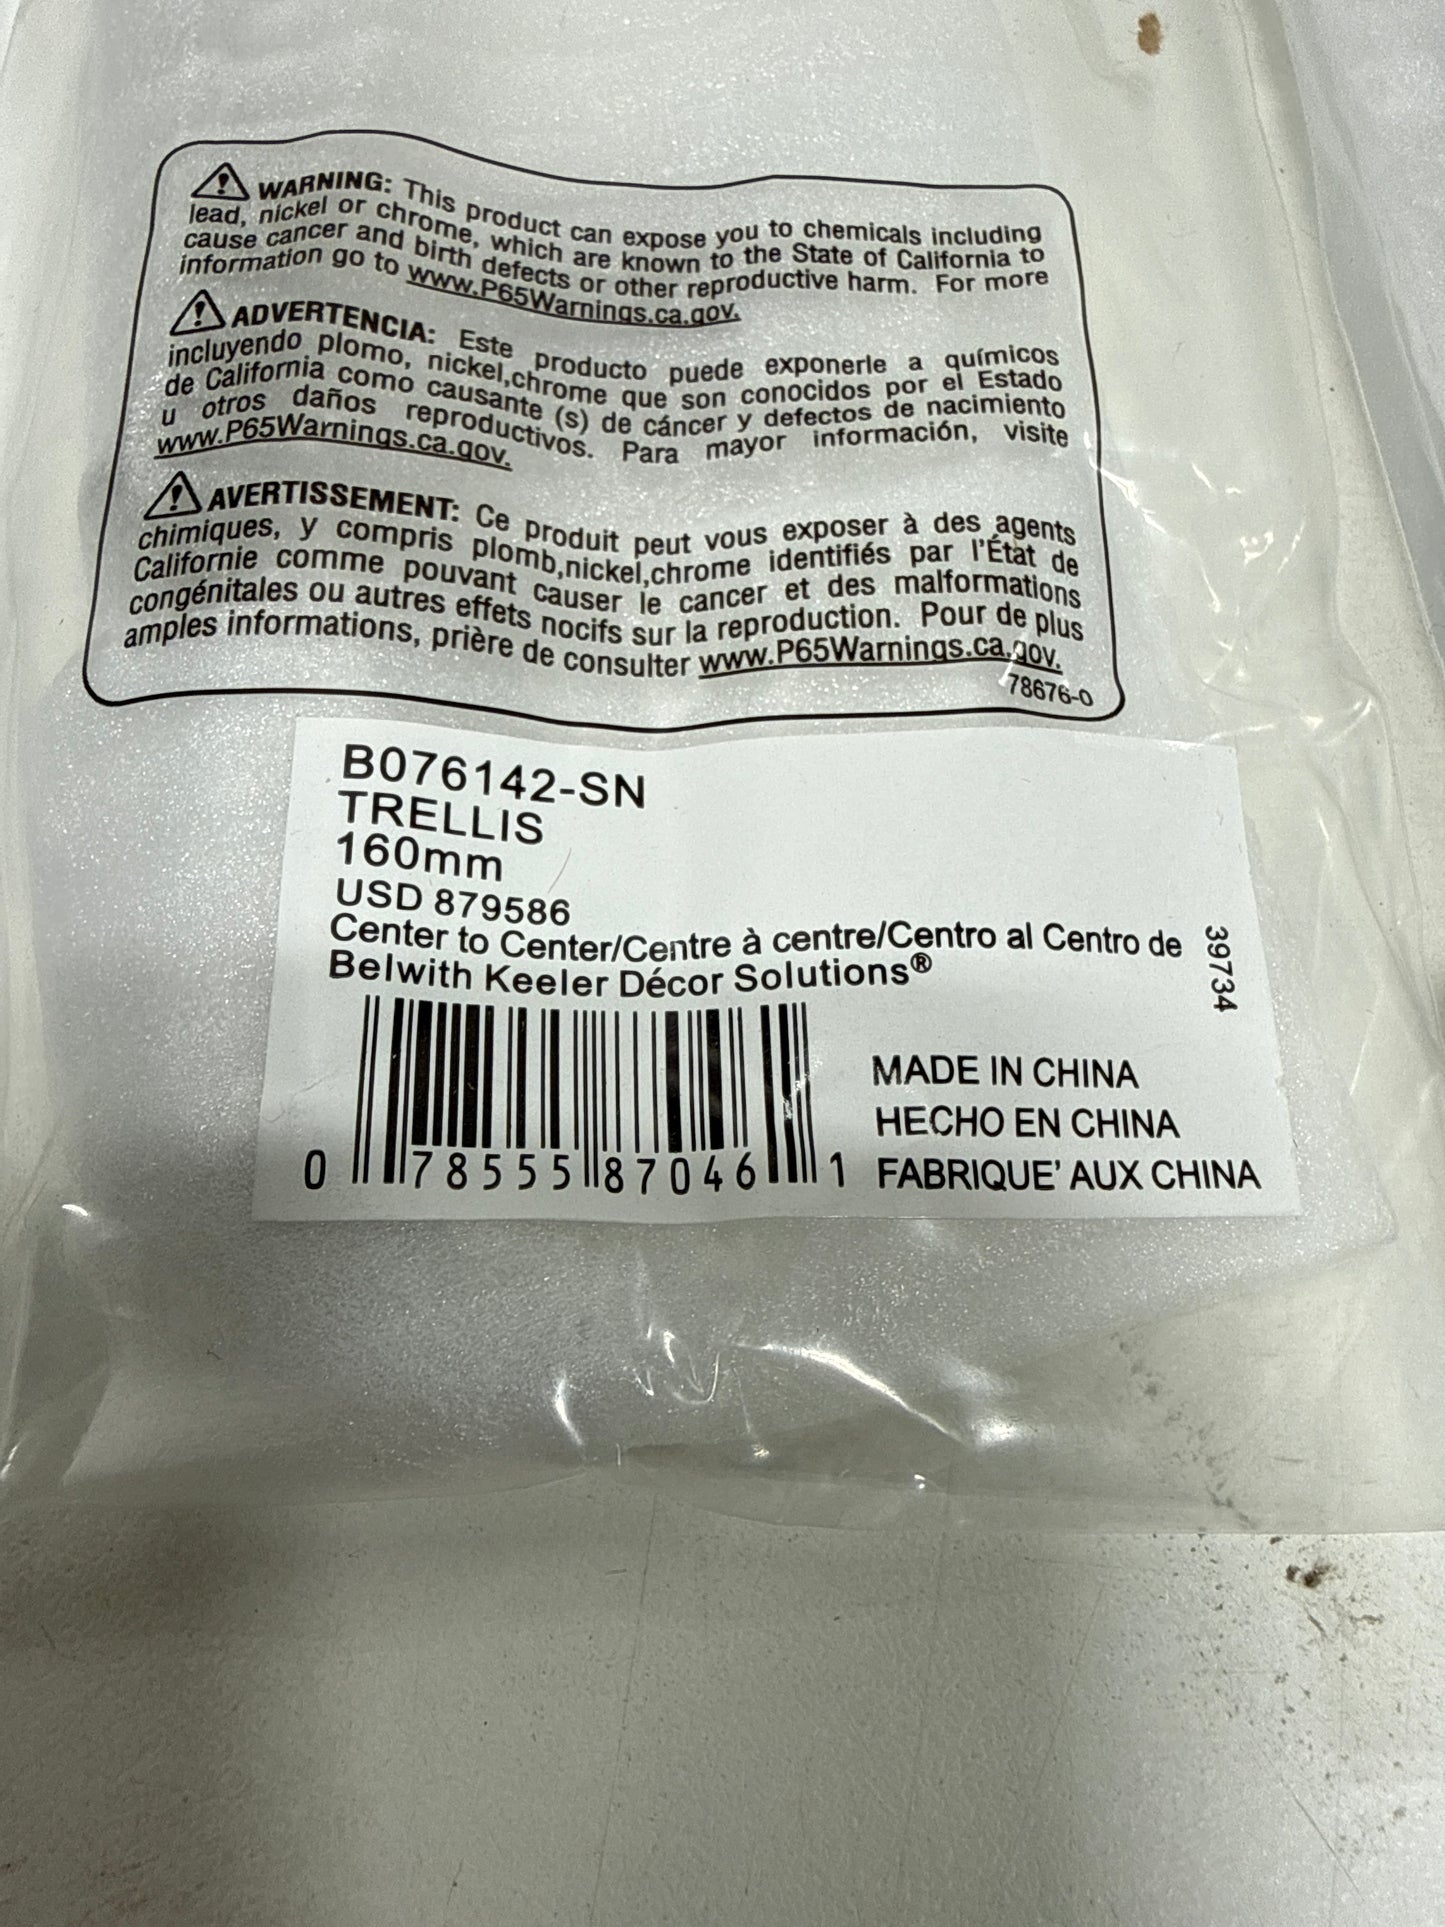 ⚠ WARNING: This product can expose you to chemicals including
lead, nickel or chrome, which are known to the State of California to
cause cancer and birth defects or other reproductive harm. For more
information go to www.P65Warnings.ca.gov.
⚠ ADVERTENCIA: Este producto puede exponerle a químicos
incluyendo plomo, nickel,chrome que son conocidos por el Estado
de California como causante (s) de cáncer y defectos de nacimiento
u otros daños reproductivos. Para mayor información, visite
www.P65Warnings.ca.gov.
⚠ AVERTISSEMENT: Ce produit peut vous exposer à des agents
chimiques, y compris plomb,nickel,chrome identifiés par l'État de
Californie comme pouvant causer le cancer et des malformations
congénitales ou autres effets nocifs sur la reproduction. Pour de plus
amples informations, prière de consulter www.P65Warnings.ca.gov.
78676-0
B076142-SN
TRELLIS
160mm
USD 879586
Center to Center/Centre à centre/Centro al Centro de
Belwith Keeler Décor Solutions®
39734
MADE IN CHINA
HECHO EN CHINA
FABRIQUE' AUX CHINA
0 78555 87046 1